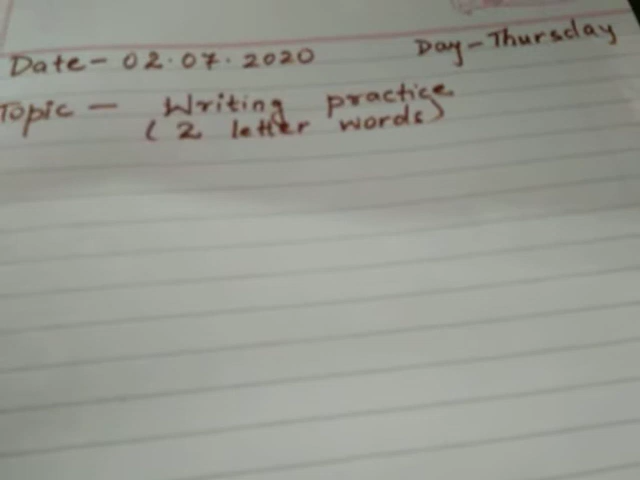 Date - 02.07.2020 Day - Thursday
Topic - Writing practice
( 2 letter words)